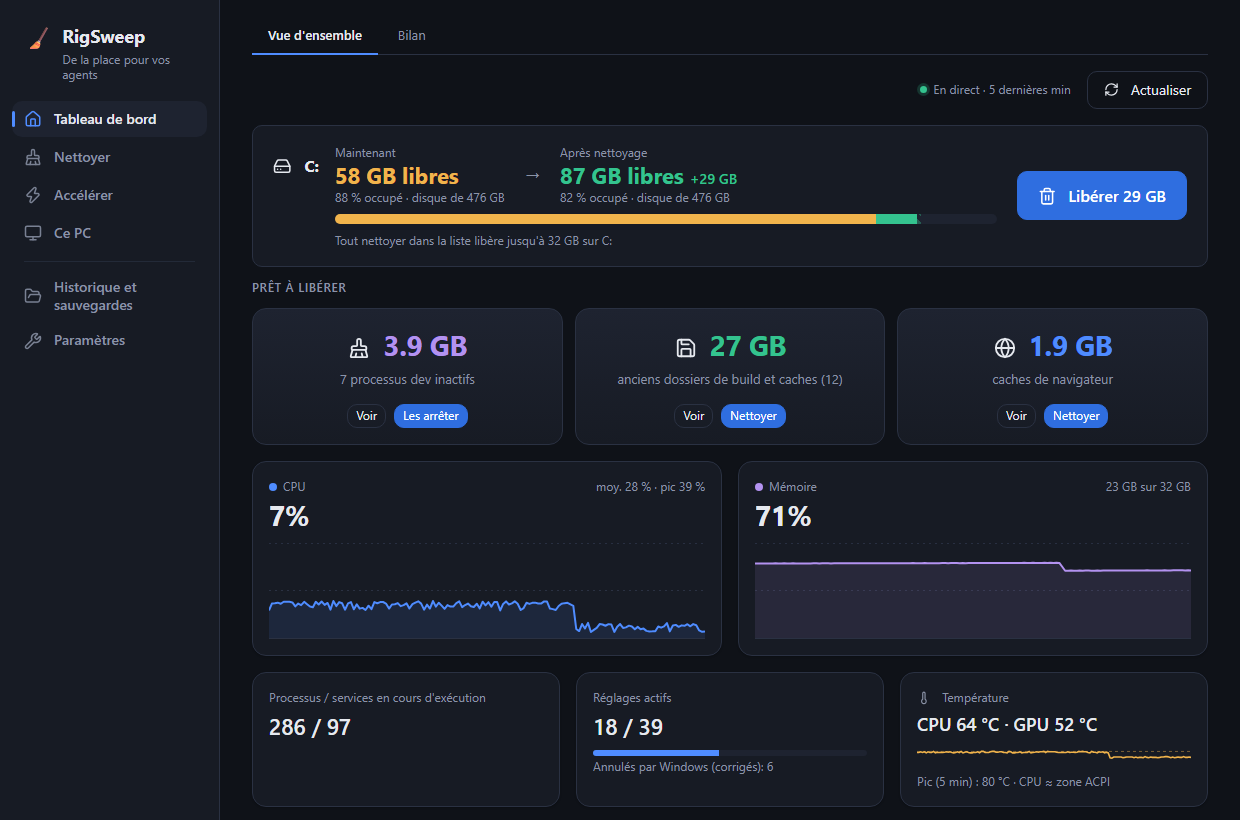 RigSweep
De la place pour vos
agents
Tableau de bord
Nettoyer
Accélérer
Ce PC
Historique et
sauvegardes
Paramètres
Vue d'ensemble
Bilan
En direct · 5 dernières min
Actualiser
C:
Maintenant
58 GB libres
88 % occupé · disque de 476 GB
→
Après nettoyage
87 GB libres +29 GB
82 % occupé · disque de 476 GB
Tout nettoyer dans la liste libère jusqu'à 32 GB sur C:
Libérer 29 GB
PRÊT À LIBÉRER
3.9 GB
7 processus dev inactifs
Voir
Les arrêter
27 GB
anciens dossiers de build et caches (12)
Voir
Nettoyer
1.9 GB
caches de navigateur
Voir
Nettoyer
CPU
moy. 28 % · pic 39 %
7%
Mémoire
23 GB sur 32 GB
71%
Processus / services en cours d'exécution
286 / 97
Réglages actifs
18 / 39
Annulés par Windows (corrigés): 6
Température
CPU 64 °C · GPU 52 °C
Pic (5 min) : 80 °C · CPU ≈ zone ACPI